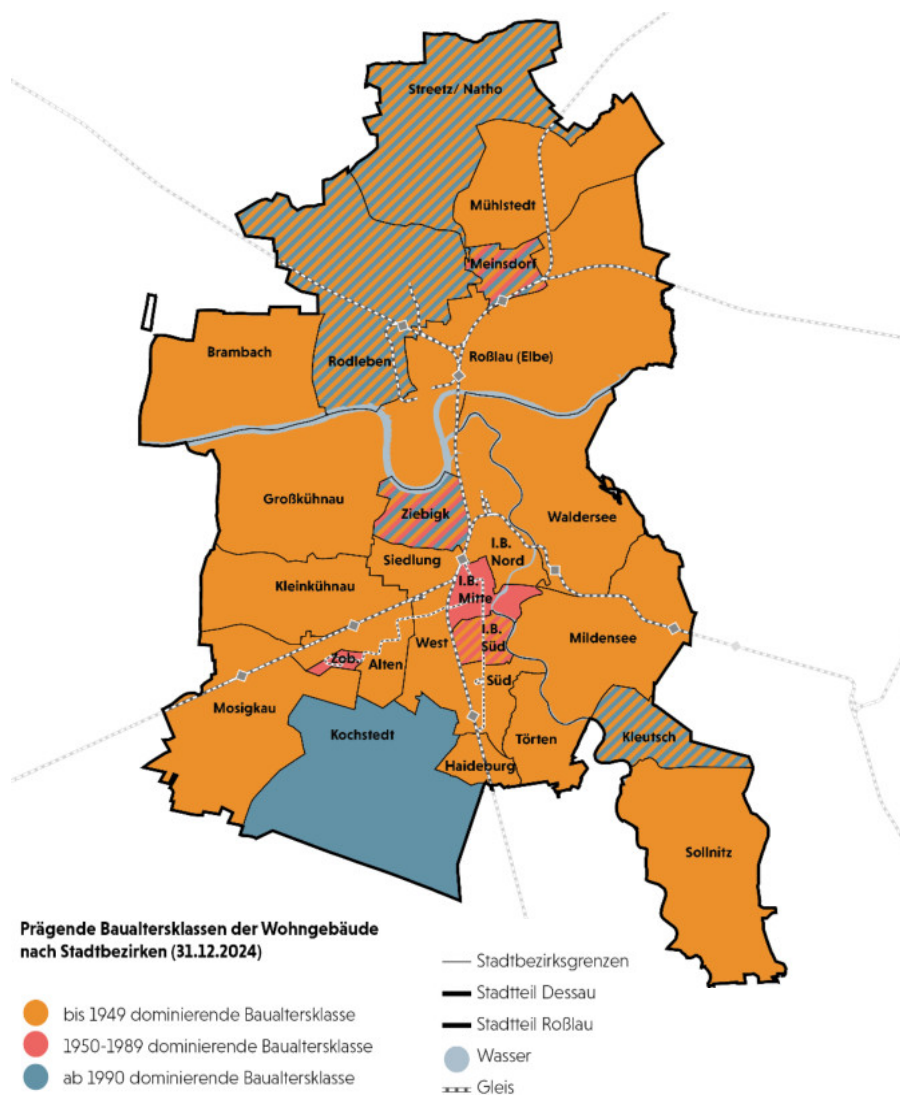 Streetz/ Natho
Mühlstedt
Meinsdorf
Brambach
Rodleben
Roßlau (Elbe)
Großkühnau
Ziebigk
Waldersee
Siedlung
I.B.
Nord
Kleinkühnau
I.B.
Mitte
West
I.B.
Süd
Mildensee
Zob.
Alten
Süd
Mosigkau
Kochstedt
Törten
Kleutsch
Haideburg
Sollnitz
Prägende Baualtersklassen der Wohngebäude
nach Stadtbezirken (31.12.2024)
bis 1949 dominierende Baualtersklasse
1950-1989 dominierende Baualtersklasse
ab 1990 dominierende Baualtersklasse
Stadtbezirksgrenzen
Stadtteil Dessau
Stadtteil Roßlau
Wasser
Gleis